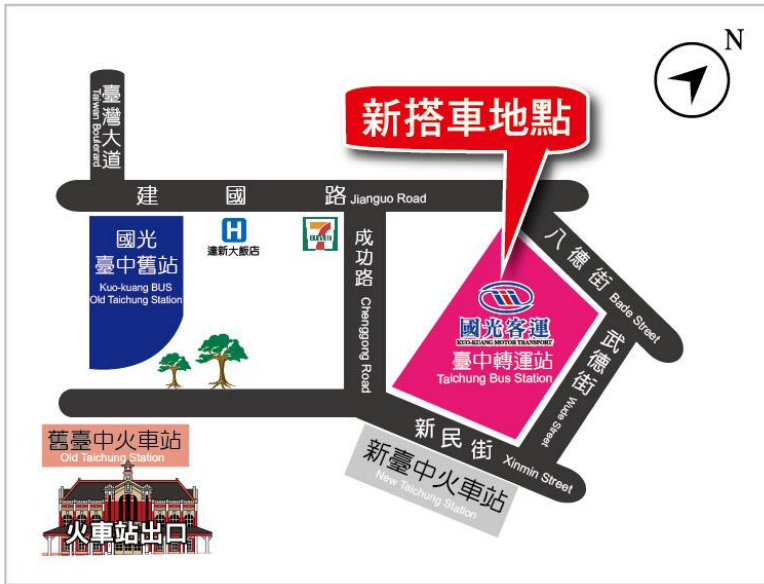 N
臺灣大道
Taiwan Boulerard
新搭車地點
建國路 Jianguo Road
國光
臺中舊站
Kuo-kuang BUS
Old Taichung Station
H
達新大飯店
7
ELEVEn
成功路 Chenggong Road
八德街 Bade Street
國光客運
KUO-KUANG MOTOR TRANSPORT
臺中轉運站
Taichung Bus Station
武德街 Wude Street
新民街 Xinmin Street
舊臺中火車站
Old Taichung Station
火車站出口
新臺中火車站
New Taichung Station